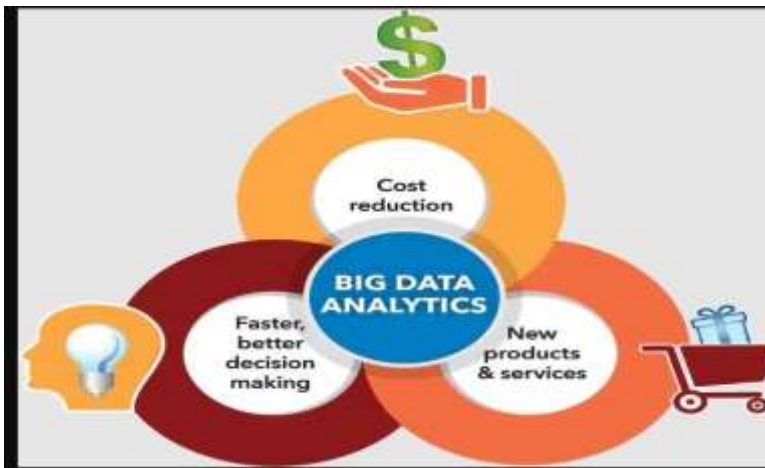 $
Cost
reduction
BIG DATA
ANALYTICS
Faster,
better
decision
making
New
products
& services